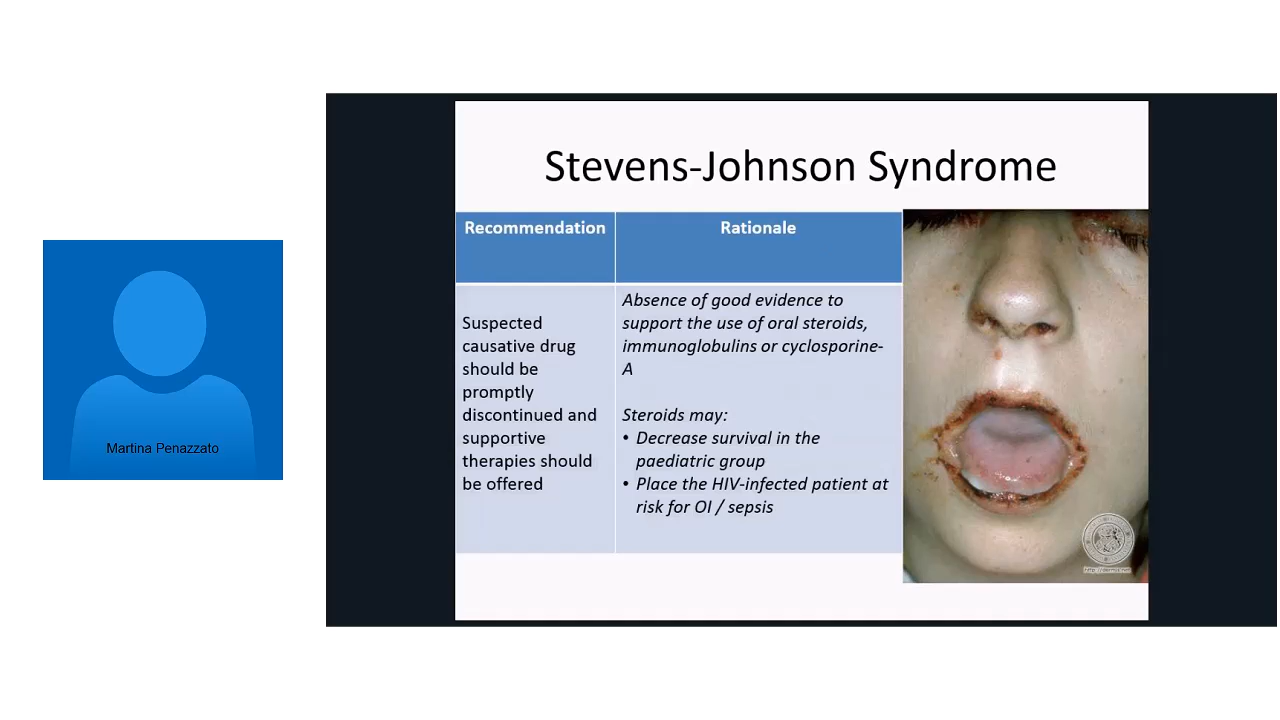 Stevens-Johnson Syndrome
Recommendation
Rationale
Suspected
causative drug
should be
promptly
discontinued and
supportive
therapies should
be offered
Absence of good evidence to
support the use of oral steroids,
immunoglobulins or cyclosporine-
A
Steroids may:
• Decrease survival in the
paediatric group
• Place the HIV-infected patient at
risk for OI / sepsis
Martina Penazzato